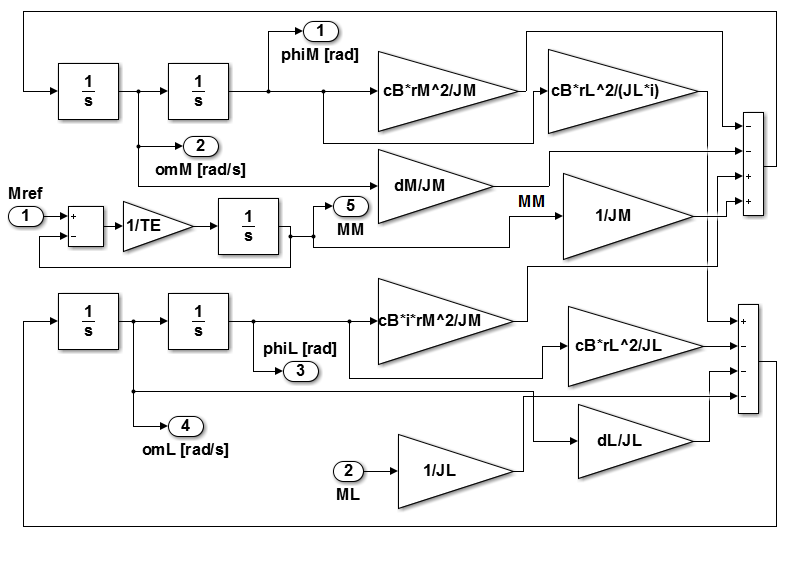 1
phiM [rad]
1
s
1
s
cB*rM^2/JM
cB*rL^2/(JL*i)
−
2
omM [rad/s]
dM/JM
−
+
+
Mref
1
+
−
1/TE
1
s
5
MM
MM
1/JM
1
s
1
s
cB*i*rM^2/JM
phiL [rad]
3
cB*rL^2/JL
+
−
−
−
4
omL [rad/s]
dL/JL
2
ML
1/JL